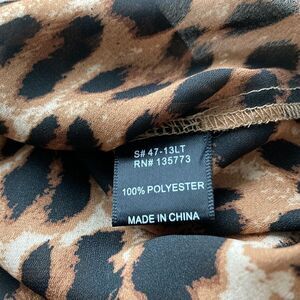 S# 47-13LT
RN# 135773
100% POLYESTER
MADE IN CHINA